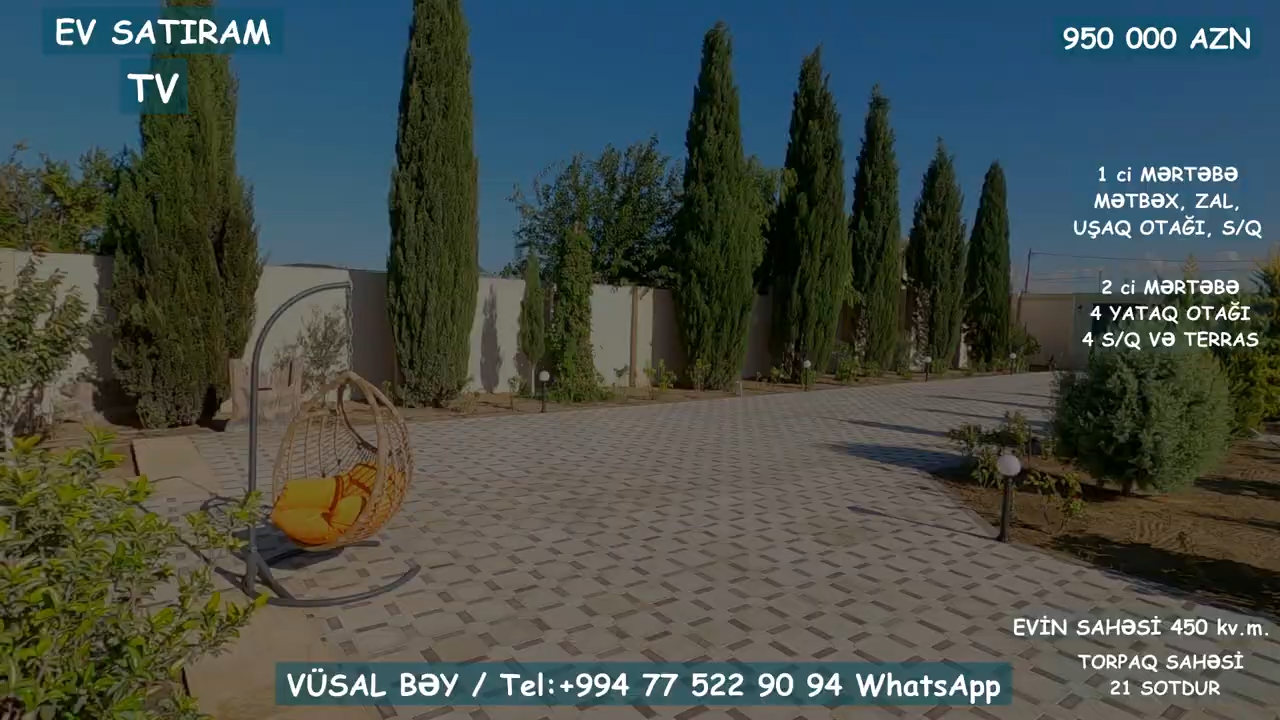 EV SATIRAM
TV
950 000 AZN
1 ci MƏRTƏBƏ
MƏTBƏX, ZAL,
UŞAQ OTAĞI, S/Q
2 ci MƏRTƏBƏ
4 YATAQ OTAĞI
4 S/Q VƏ TERRAS
EVİN SAHƏSİ 450 kv.m.
TORPAQ SAHƏSİ
21 SOTDUR
VÜSAL BƏY / Tel:+994 77 522 90 94 WhatsApp